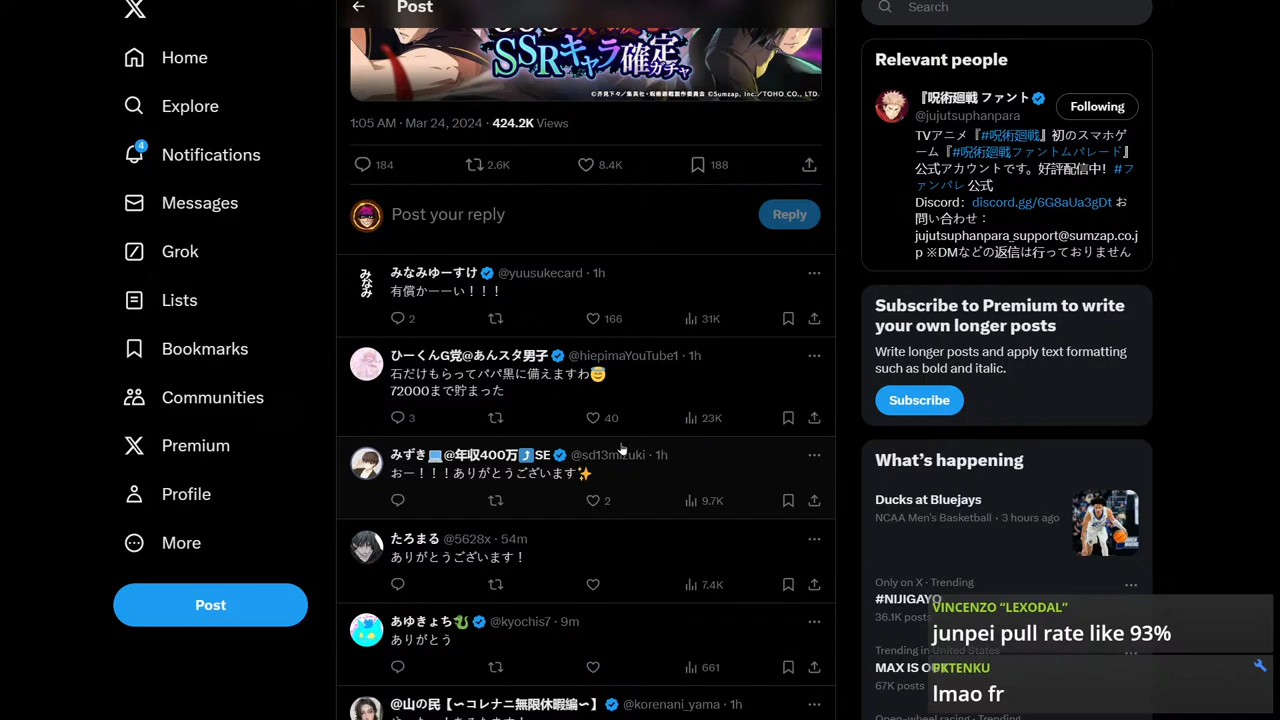 Post
Search
SSRキャラ確定
ガチャ
©芥見下々/集英社・呪術廻戦製作委員会 ©Sumzap, Inc./TOHO CO., LTD.
1:05 AM · Mar 24, 2024 · 424.2K Views
184 2.6K 8.4K 188
Post your reply
Reply
みなみ
みなみゆーすけ @yuusukecard · 1h
有償かーーい！！！
2 166 31K
ひーくんG党@あんスタ男子 @hiepimaYouTube1 · 1h
石だけもらってパパ黒に備えますわ😇
72000まで貯まった
3 40 23K
みずき💻@年収400万⤴️SE @sd13mizuki · 1h
おー！！！ありがとうございます✨
2 9.7K
たろまる @5628x · 54m
ありがとうございます！
7.4K
あゆきょち🐉 @kyochis7 · 9m
ありがとう
661
@山の民【〜コレナニ無限休暇編〜】 @korenani_yama · 1h
Home
Explore
4
Notifications
Messages
Grok
Lists
Bookmarks
Communities
Premium
Profile
More
Post
Relevant people
『呪術廻戦 ファント
@jujutsuphanpara
Following
TVアニメ『#呪術廻戦』初のスマホゲ
ーム『#呪術廻戦ファントムパレード』
公式アカウントです。好評配信中! #フ
ァンパレ 公式
Discord： discord.gg/6G8aUa3gDt お
問い合わせ：
jujutsuphanpara_support@sumzap.co.j
p ※DMなどの返信は行っておりません
Subscribe to Premium to write
your own longer posts
Write longer posts and apply text formatting
such as bold and italic.
Subscribe
What's happening
Ducks at Bluejays
NCAA Men's Basketball · 3 hours ago
Only on X · Trending
#NIJIGAYO
36.1K posts
Trending in United States
MAX IS O
67K posts
Open-wheel racing · Trending
VINCENZO “LEXODAL”
junpei pull rate like 93%
PKTENKU
lmao fr